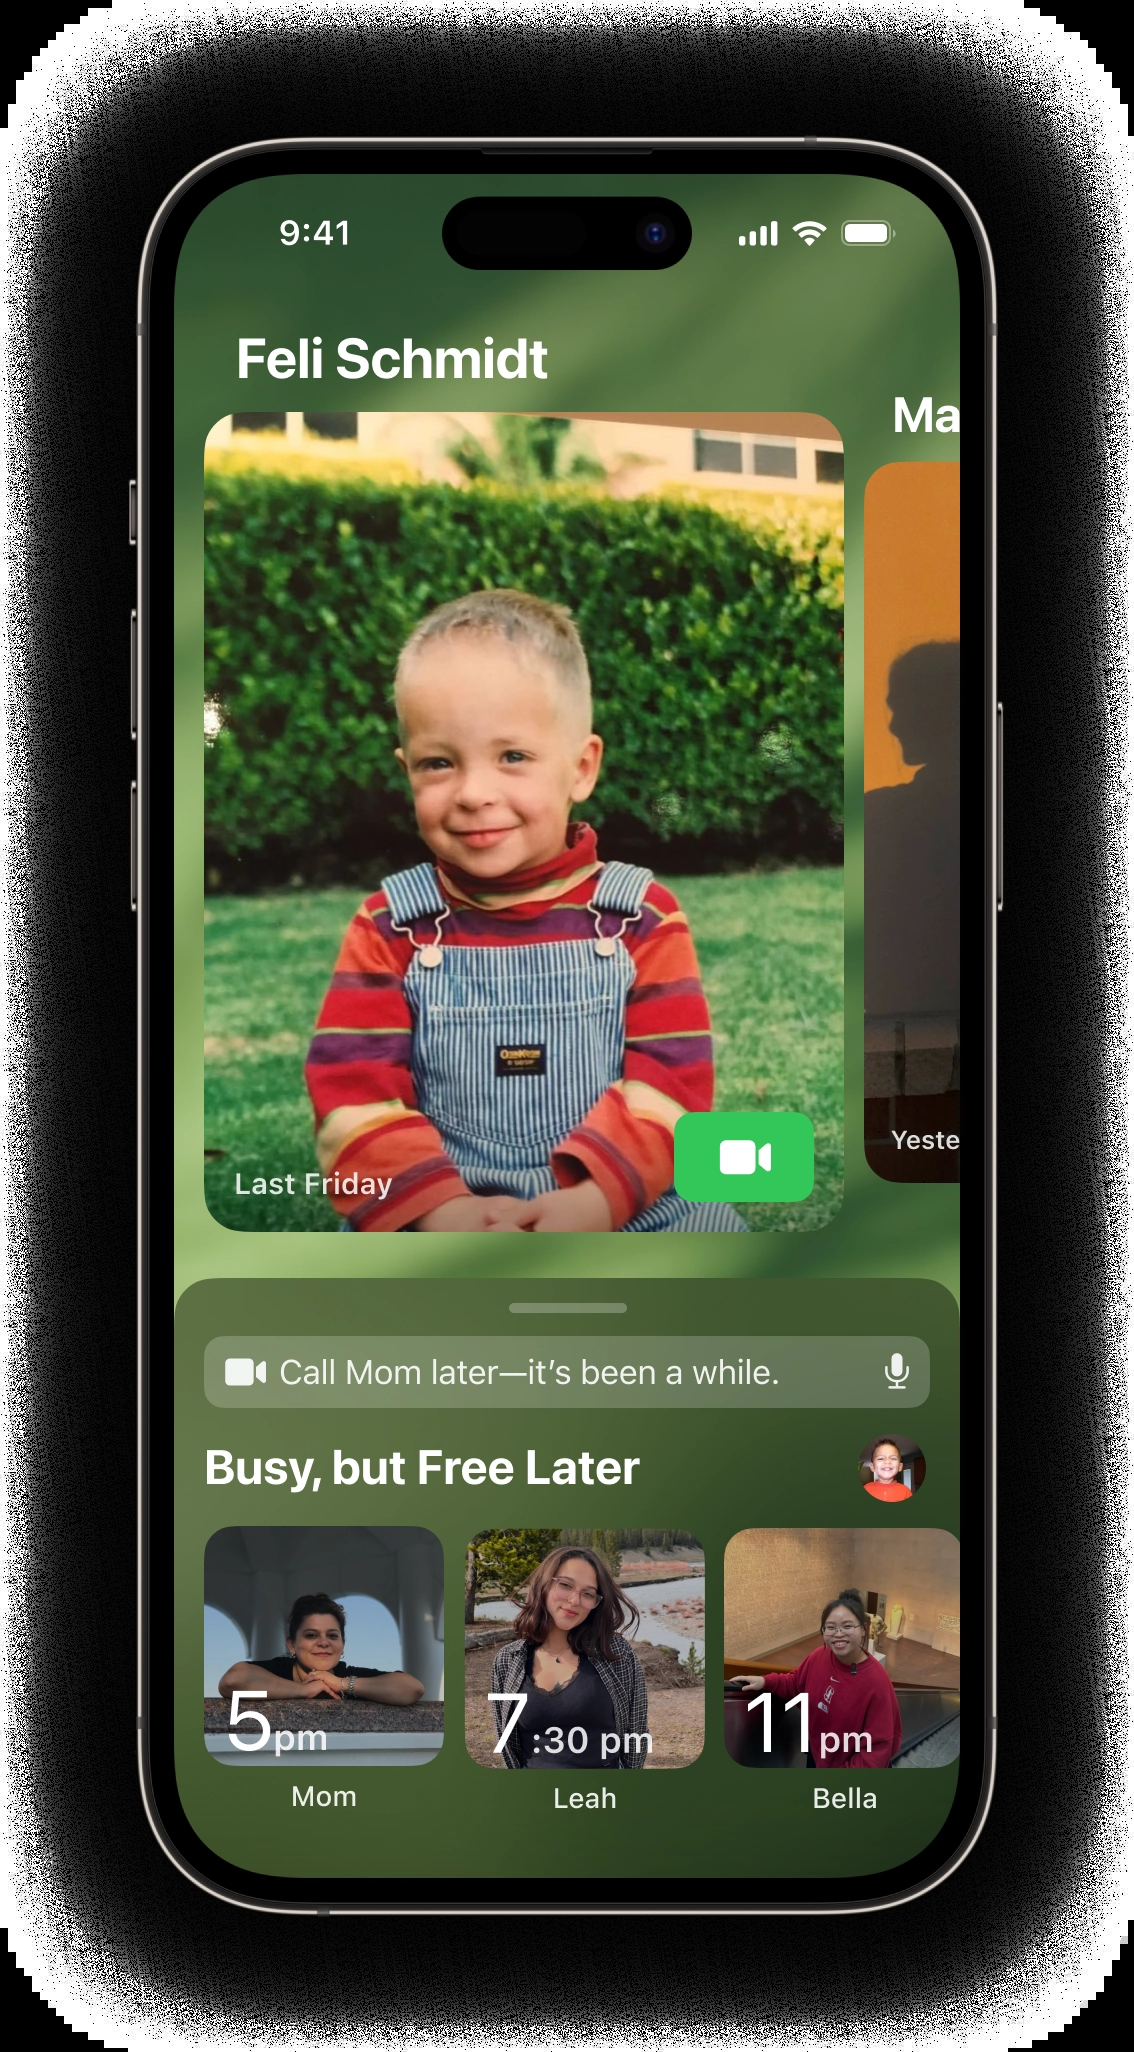 9:41
Feli Schmidt
Ma
Last Friday
Yeste
Call Mom later—it’s been a while.
Busy, but Free Later
5pm
7:30 pm
11pm
Mom
Leah
Bella